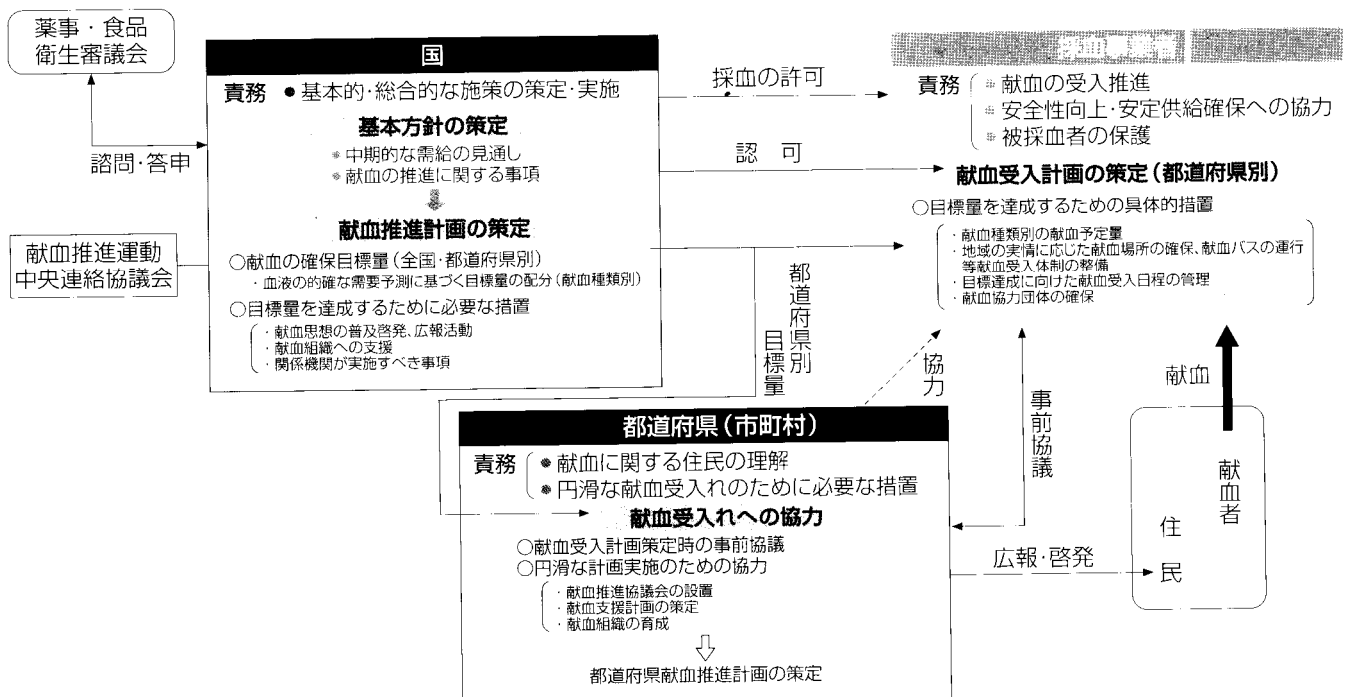 薬事・食品
衛生審議会
諮問・答申
献血推進運動
中央連絡協議会
国
責務 ● 基本的・総合的な施策の策定・実施
基本方針の策定
●中期的な需給の見通し
●献血の推進に関する事項
献血推進計画の策定
○献血の確保目標量(全国・都道府県別)
・血液の的確な需要予測に基づく目標量の配分(献血種類別)
○目標量を達成するために必要な措置
・献血思想の普及啓発、広報活動
・献血組織への支援
・関係機関が実施すべき事項
採血の許可
認可
都道府県別
目標量
採血事業者
責務 ●献血の受入推進
●安全性向上・安定供給確保への協力
●被採血者の保護
献血受入計画の策定(都道府県別)
○目標量を達成するための具体的措置
・献血種類別の献血予定量
・地域の実情に応じた献血場所の確保、献血バスの運行
等献血受入体制の整備
・目標達成に向けた献血受入日程の管理
・献血協力団体の確保
協力
事前協議
献血
都道府県(市町村)
責務 ●献血に関する住民の理解
●円滑な献血受入れのために必要な措置
献血受入れへの協力
○献血受入計画策定時の事前協議
○円滑な計画実施のための協力
・献血推進協議会の設置
・献血支援計画の策定
・献血組織の育成
都道府県献血推進計画の策定
広報・啓発
献血者
住民